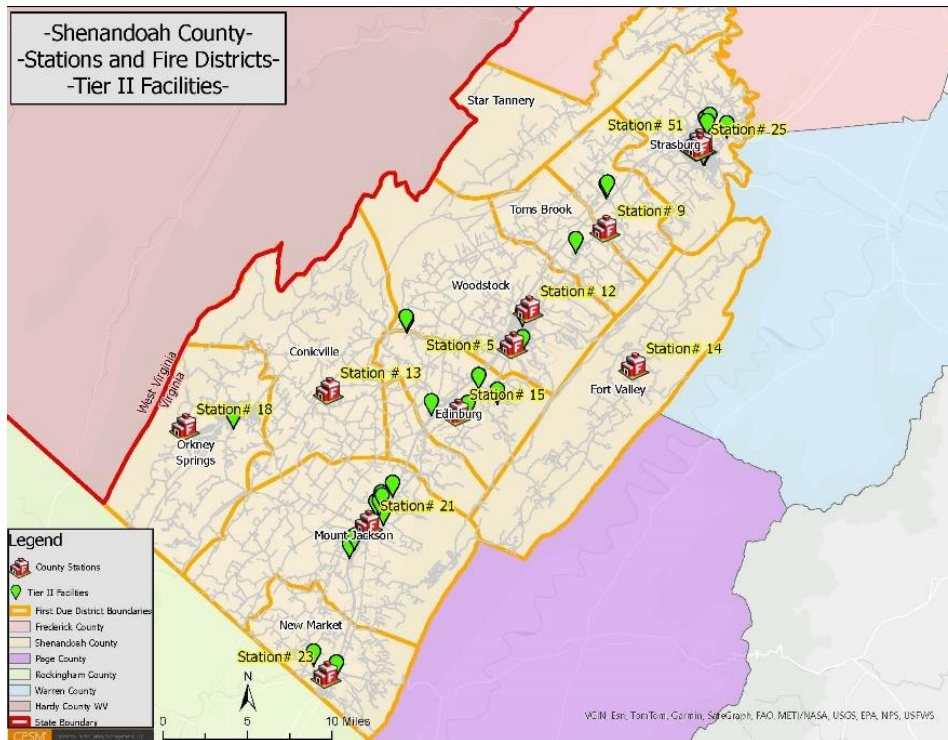 -Shenandoah County-
-Stations and Fire Districts-
-Tier II Facilities-
Star Tannery
Station# 51
Station# 25
Strasburg
Toms Brook
Station# 9
Woodstock
Station# 12
Station# 5
Conicville
Station# 14
Station# 13
Fort Valley
West Virginia
Virginia
Station# 15
Edinburg
Station# 18
Orkney
Springs
Station# 21
Mount Jackson
New Market
Station# 23
Legend
County Stations
Tier II Facilities
First Due District Boundaries
Frederick County
Shenandoah County
Page County
Rockingham County
Warren County
Hardy County WV
State Boundary
CPSM
N
0 5 10 Miles
VGIN, Esri, TomTom, Garmin, SafeGraph, FAO, METI/NASA, USGS, EPA, NPS, USFWS